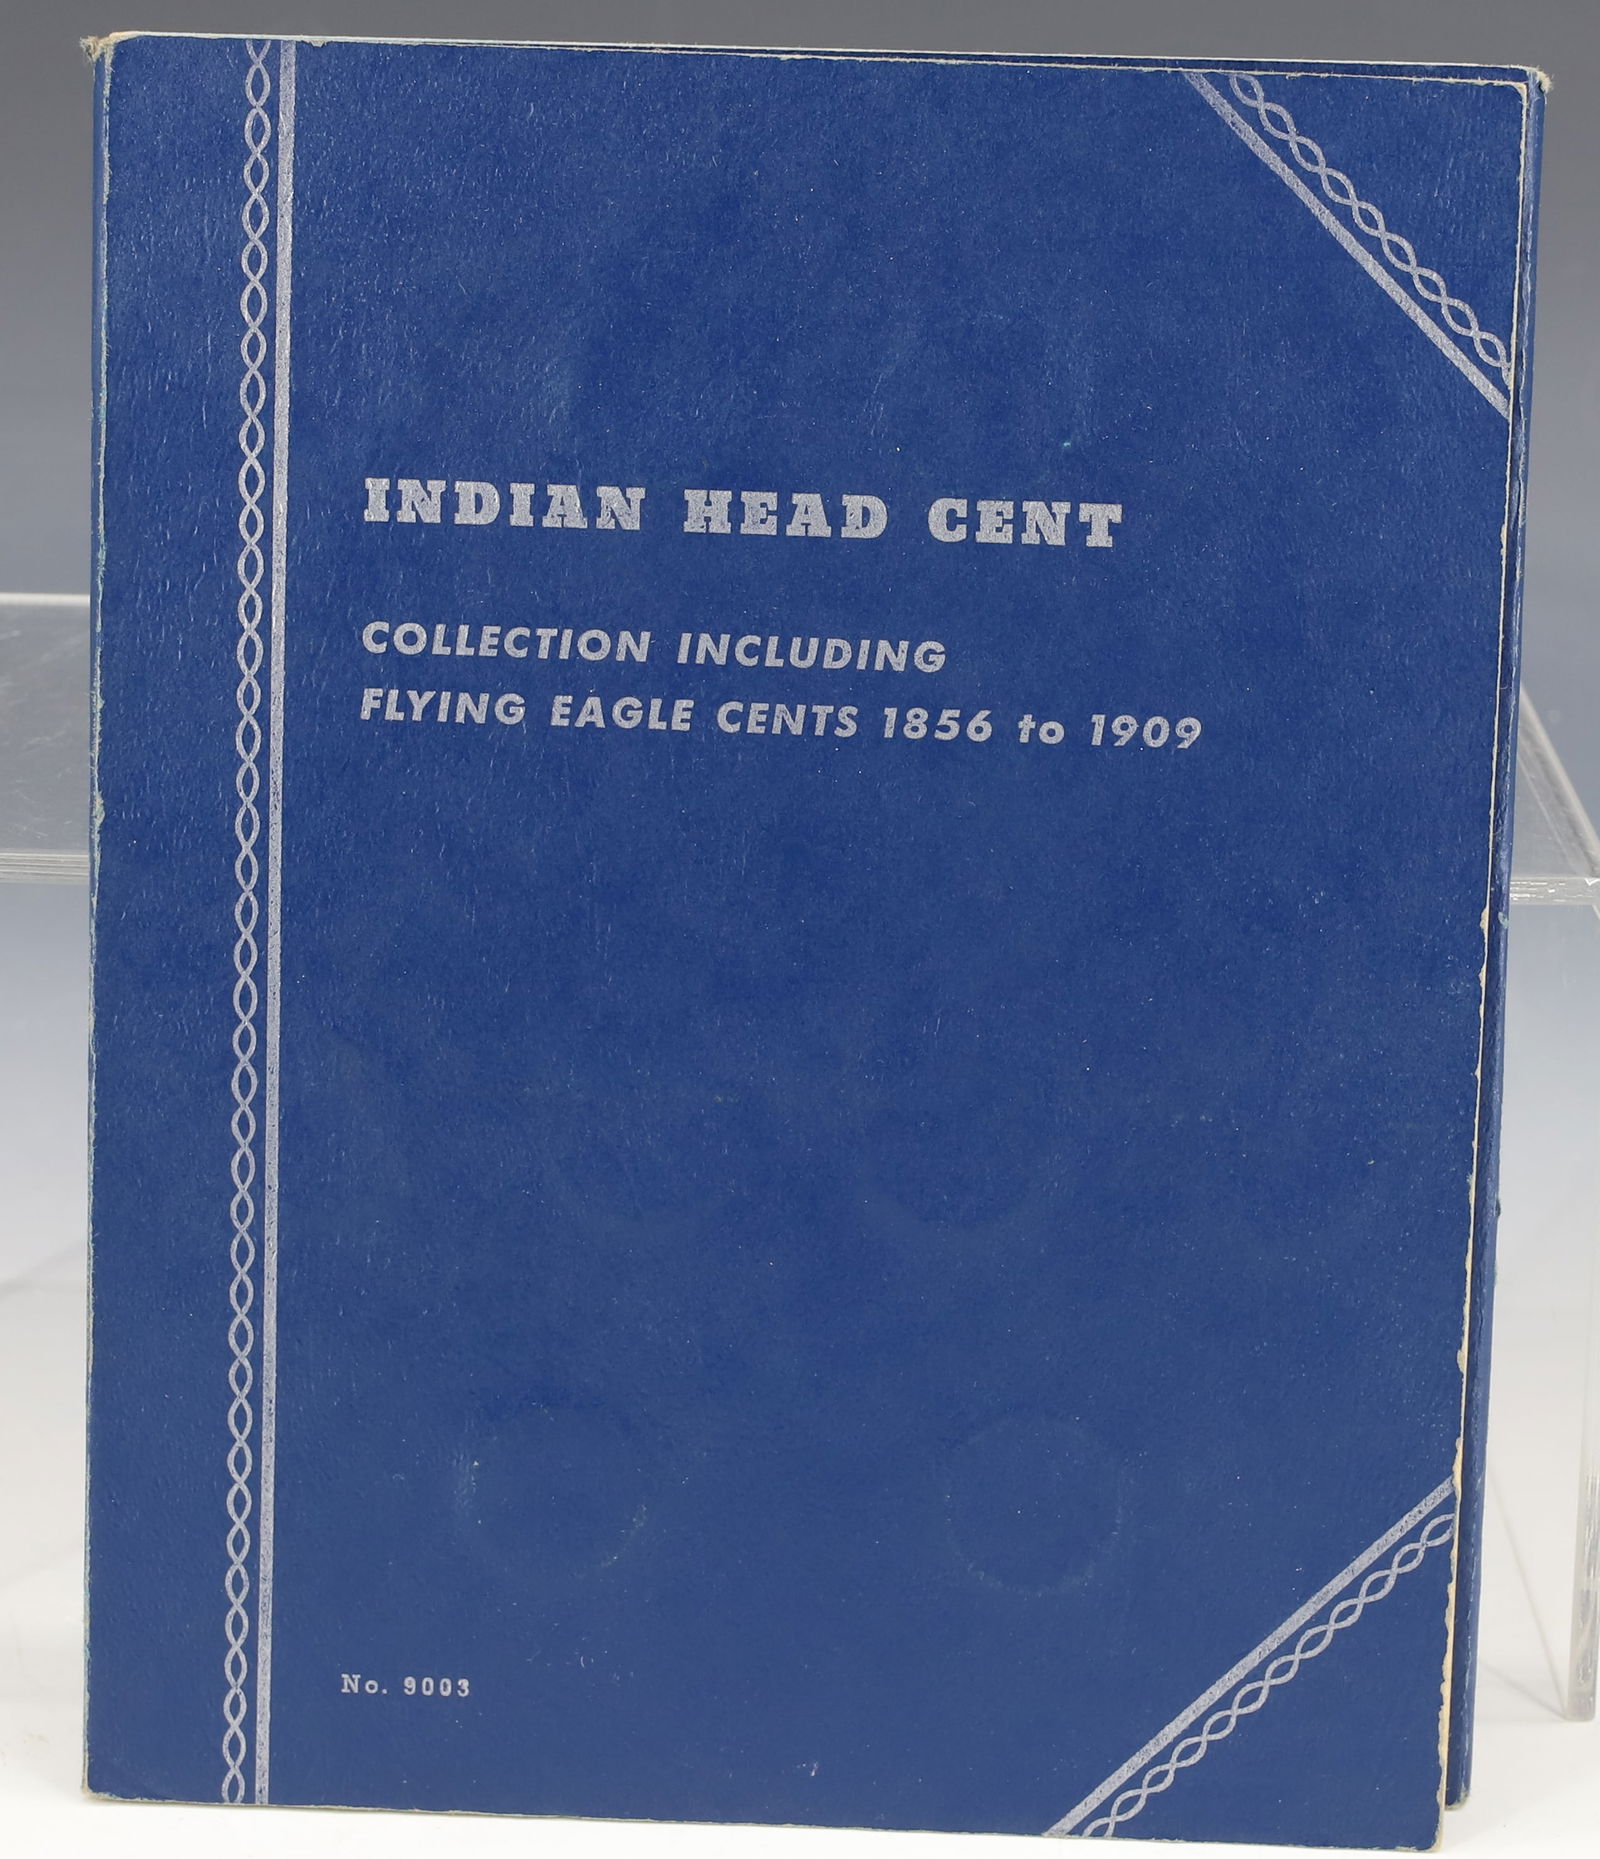 INDIAN HEAD CENT
COLLECTION INCLUDING
FLYING EAGLE CENTS 1856 to 1909
No. 9003